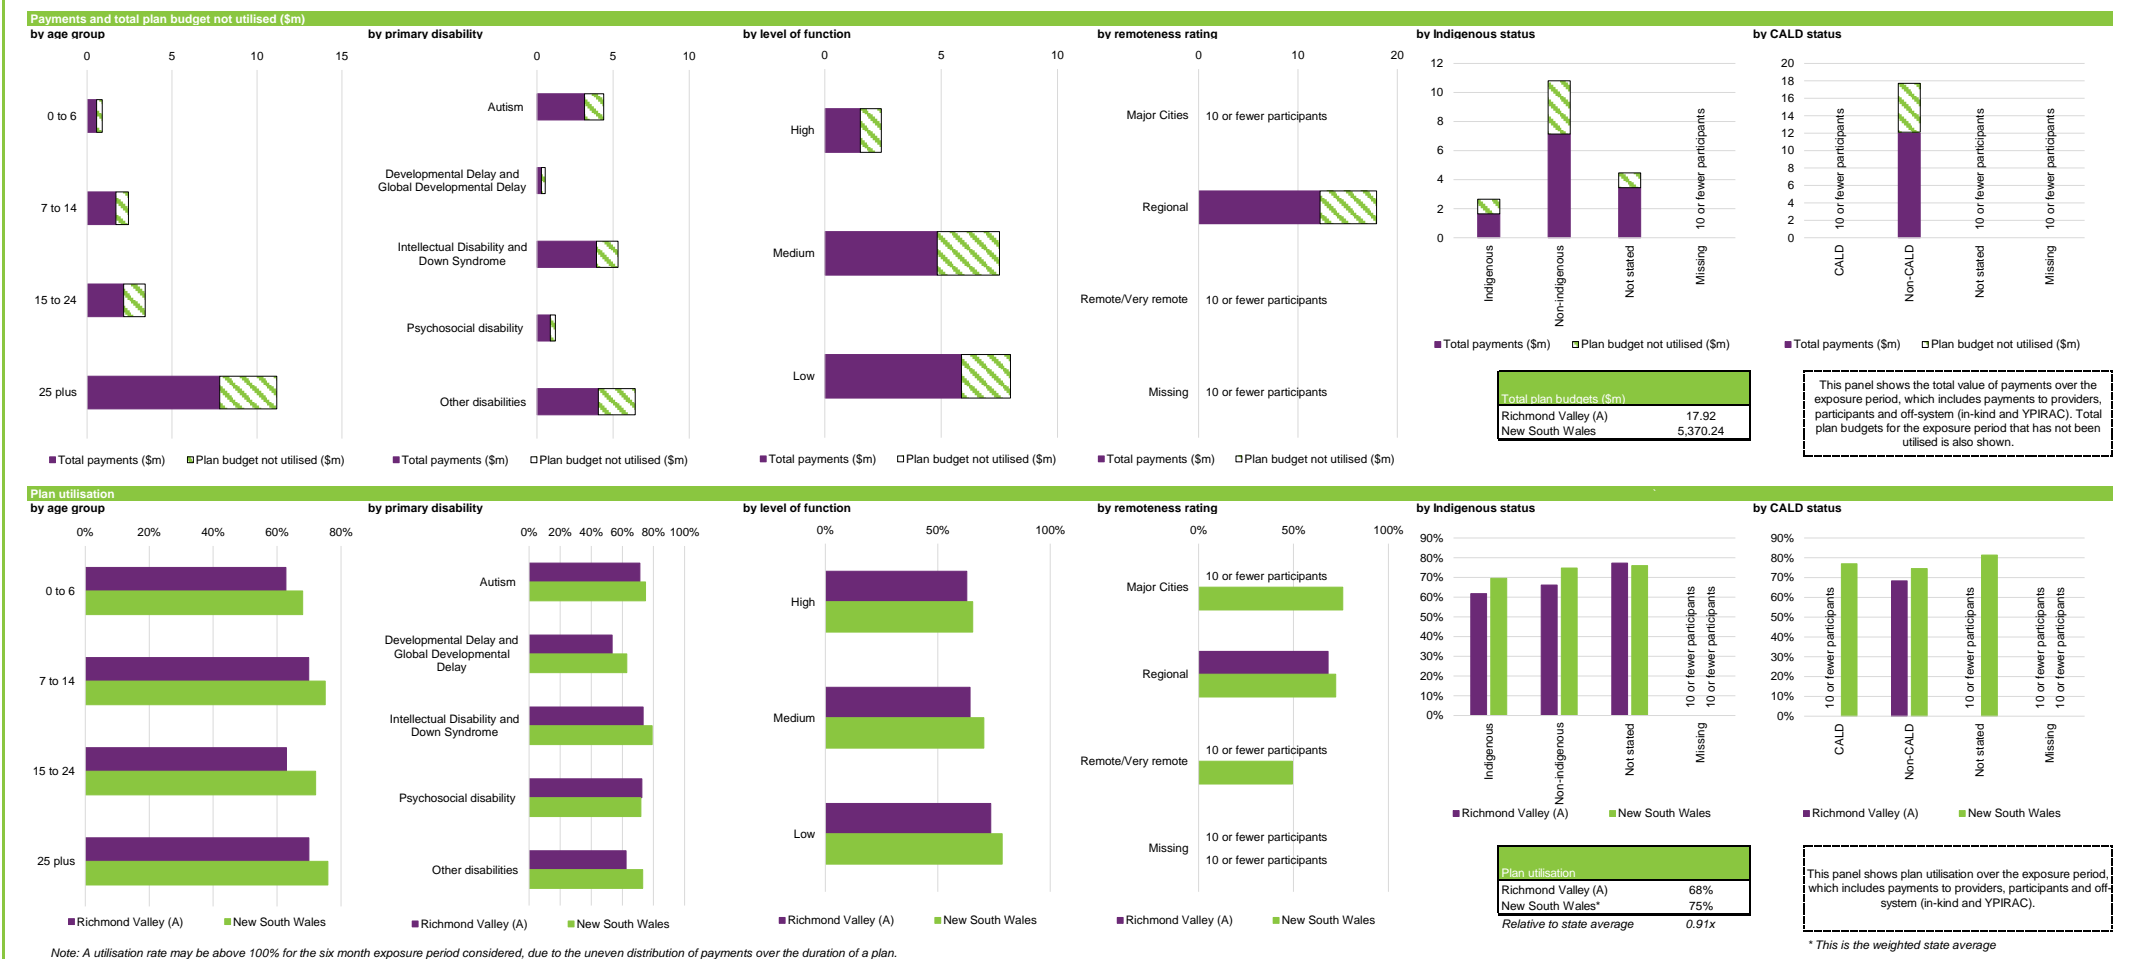 Payments and total plan budget not utilised ($m)
by age group
0 5 10 15
0 to 6
7 to 14
15 to 24
25 plus
Total payments ($m) Plan budget not utilised ($m)
by primary disability
0 5 10
Autism
Developmental Delay and
Global Developmental Delay
Intellectual Disability and
Down Syndrome
Psychosocial disability
Other disabilities
Total payments ($m) Plan budget not utilised ($m)
by level of function
0 5 10
High
Medium
Low
Total payments ($m) Plan budget not utilised ($m)
by remoteness rating
0 10 20
Major Cities 10 or fewer participants
Regional
Remote/Very remote 10 or fewer participants
Missing 10 or fewer participants
Total payments ($m) Plan budget not utilised ($m)
by Indigenous status
12
10
8
6
4
2
0
10 or fewer participants
Indigenous
Non-indigenous
Not stated
Missing
Total payments ($m) Plan budget not utilised ($m)
by CALD status
20
18
16
14
12
10
8
6
4
2
0
10 or fewer participants
10 or fewer participants
10 or fewer participants
CALD
Non-CALD
Not stated
Missing
Total payments ($m) Plan budget not utilised ($m)
Total plan budgets ($m)
Richmond Valley (A) 17.92
New South Wales 5,370.24
This panel shows the total value of payments over the
exposure period, which includes payments to providers,
participants and off-system (in-kind and YPIRAC). Total
plan budgets for the exposure period that has not been
utilised is also shown.
Plan utilisation
by age group
0% 20% 40% 60% 80%
0 to 6
7 to 14
15 to 24
25 plus
Richmond Valley (A) New South Wales
by primary disability
0% 20% 40% 60% 80% 100%
Autism
Developmental Delay and
Global Developmental
Delay
Intellectual Disability and
Down Syndrome
Psychosocial disability
Other disabilities
Richmond Valley (A) New South Wales
by level of function
0% 50% 100%
High
Medium
Low
Richmond Valley (A) New South Wales
by remoteness rating
0% 50% 100%
10 or fewer participants
Major Cities
Regional
10 or fewer participants
Remote/Very remote
10 or fewer participants
Missing
10 or fewer participants
Richmond Valley (A) New South Wales
by Indigenous status
90%
80%
70%
60%
50%
40%
30%
20%
10%
0%
10 or fewer participants
10 or fewer participants
Indigenous
Non-indigenous
Not stated
Missing
Richmond Valley (A) New South Wales
by CALD status
90%
80%
70%
60%
50%
40%
30%
20%
10%
0%
10 or fewer participants
10 or fewer participants
10 or fewer participants
10 or fewer participants
CALD
Non-CALD
Not stated
Missing
Richmond Valley (A) New South Wales
Plan utilisation
Richmond Valley (A) 68%
New South Wales* 75%
Relative to state average 0.91x
This panel shows plan utilisation over the exposure period,
which includes payments to providers, participants and off-
system (in-kind and YPIRAC).
* This is the weighted state average
Note: A utilisation rate may be above 100% for the six month exposure period considered, due to the uneven distribution of payments over the duration of a plan.